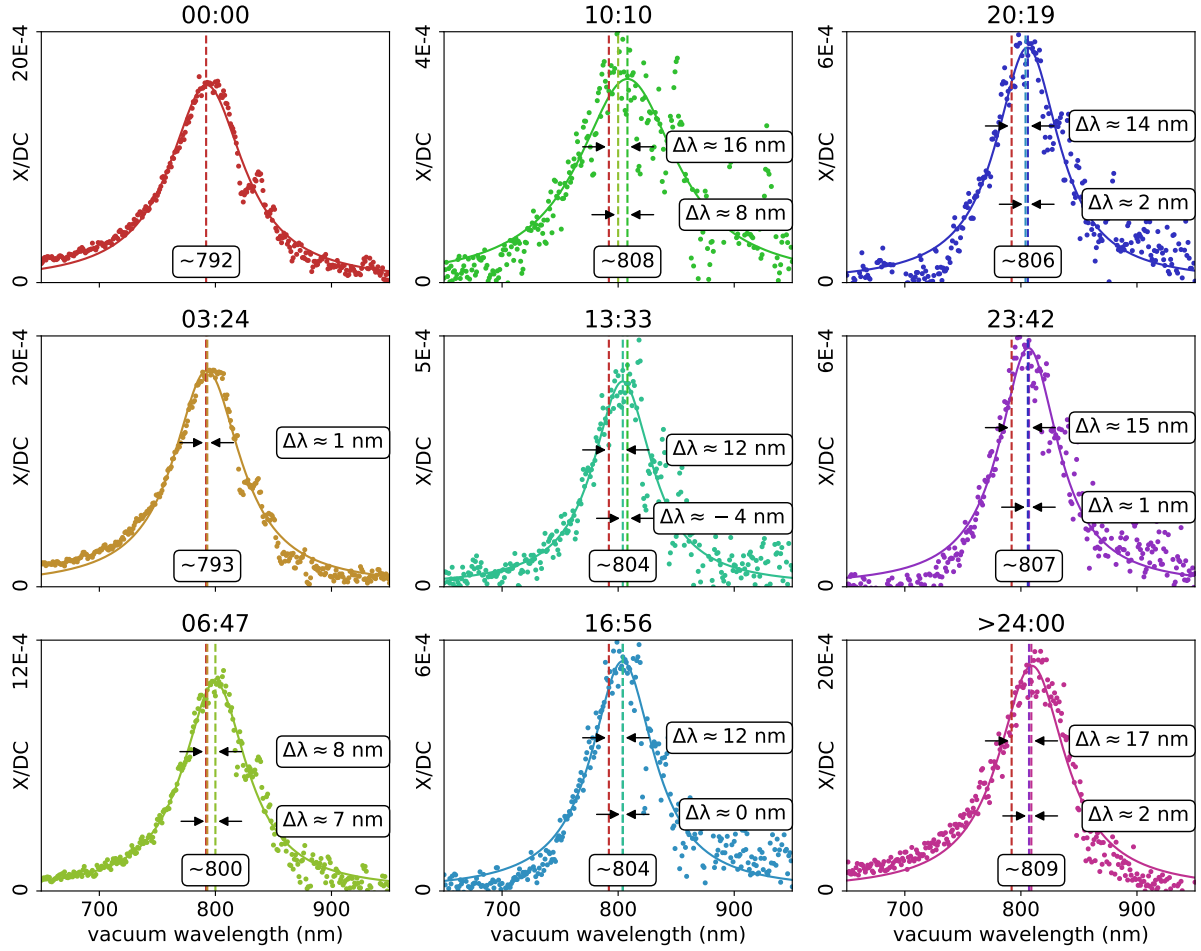 00:00
20E-4
X/DC
0
~792
10:10
4E-4
X/DC
0
Δλ ≈ 16 nm
Δλ ≈ 8 nm
~808
20:19
6E-4
X/DC
0
Δλ ≈ 14 nm
Δλ ≈ 2 nm
~806
03:24
20E-4
X/DC
0
Δλ ≈ 1 nm
~793
13:33
5E-4
X/DC
0
Δλ ≈ 12 nm
Δλ ≈ − 4 nm
~804
23:42
6E-4
X/DC
0
Δλ ≈ 15 nm
Δλ ≈ 1 nm
~807
06:47
12E-4
X/DC
0
Δλ ≈ 8 nm
Δλ ≈ 7 nm
~800
700 800 900
vacuum wavelength (nm)
16:56
6E-4
X/DC
0
Δλ ≈ 12 nm
Δλ ≈ 0 nm
~804
700 800 900
vacuum wavelength (nm)
>24:00
20E-4
X/DC
0
Δλ ≈ 17 nm
Δλ ≈ 2 nm
~809
700 800 900
vacuum wavelength (nm)